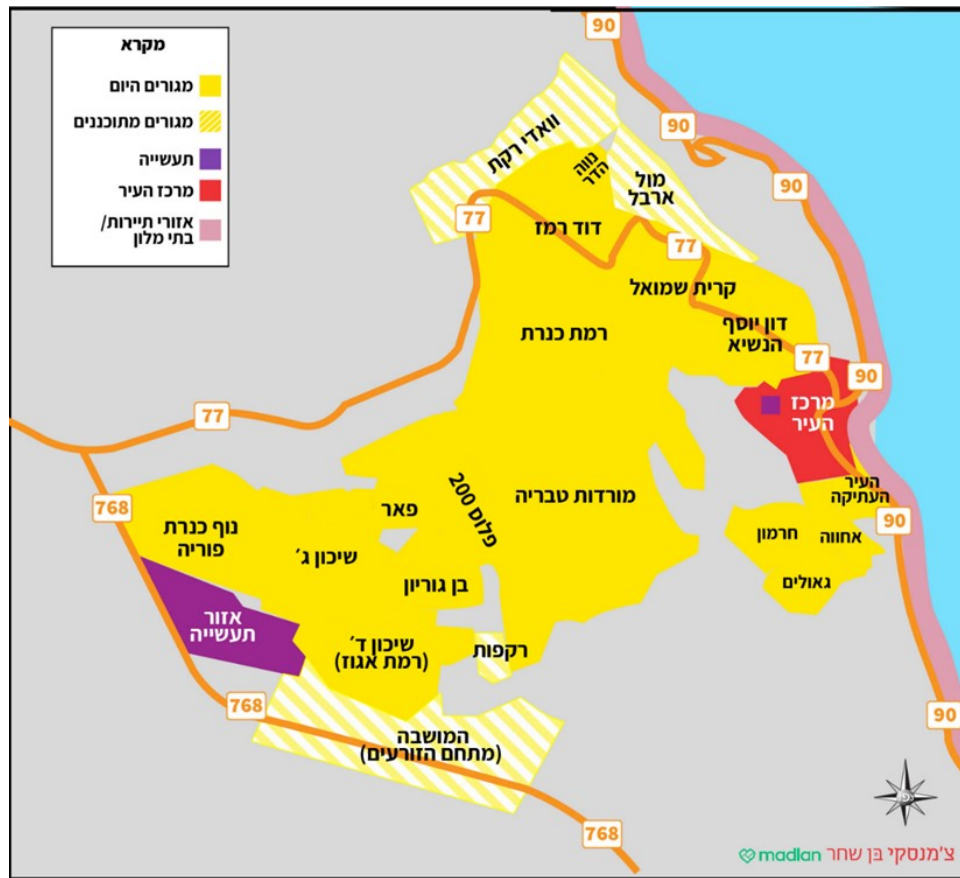 מקרא
מגורים היום
מגורים מתוכננים
תעשייה
מרכז העיר
אזורי תיירות/
בתי מלון
90
90
90
וואדי רקת
נווה
הדר
מול
ארבל
77
דוד רמז
77
קרית שמואל
רמת כנרת
דון יוסף
הנשיא
77
90
מרכז
העיר
77
העיר
העתיקה
768
פלוס 200
מורדות טבריה
פאר
נוף כנרת
פוריה
שיכון ג׳
90
חרמון
אחווה
בן גוריון
גאולים
אזור
תעשייה
שיכון ד׳
(רמת אגוז)
רקפות
768
90
המושבה
(מתחם הזורעים)
768
צ׳מנסקי בן שחר madlan